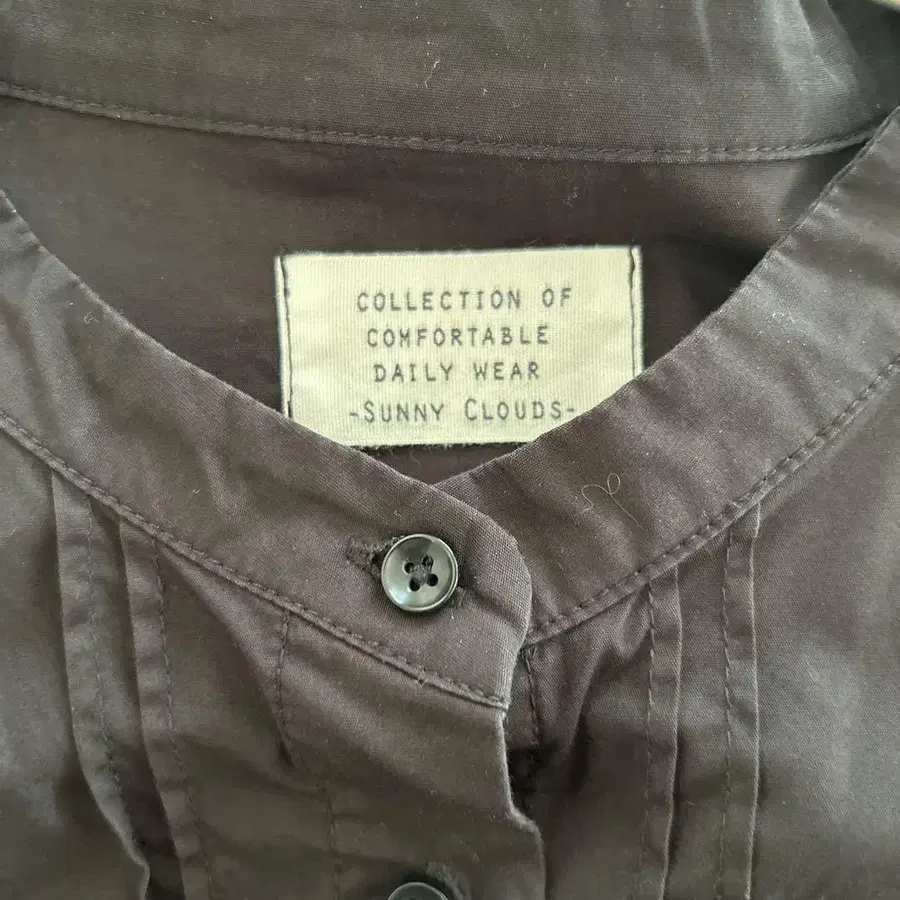 COLLECTION OF
COMFORTABLE
DAILY WEAR
-SUNNY CLOUDS-